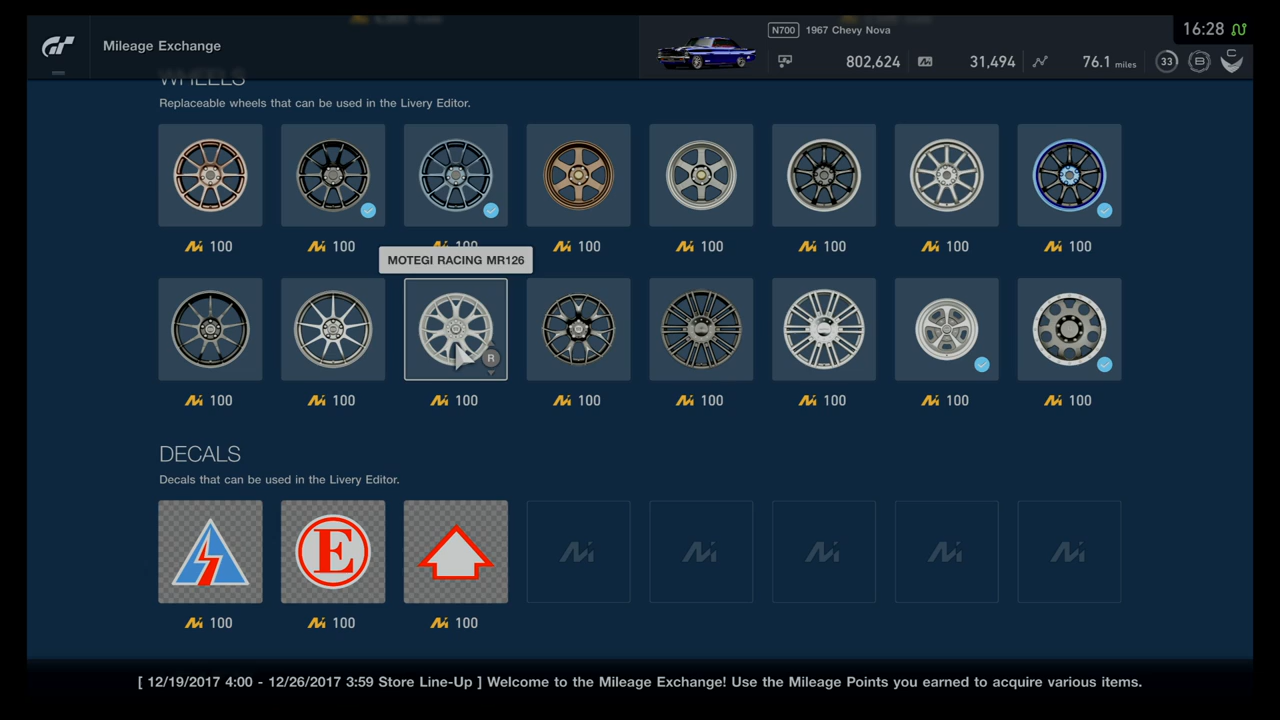 Mileage Exchange
N700 1967 Chevy Nova
16:28
802,624 31,494 76.1 miles 33 B C
WHEELS
Replaceable wheels that can be used in the Livery Editor.
100 100 100 100 100 100 100 100
MOTEGI RACING MR126
R
100 100 100 100 100 100 100 100
DECALS
Decals that can be used in the Livery Editor.
E
100 100 100
[ 12/19/2017 4:00 - 12/26/2017 3:59 Store Line-Up ] Welcome to the Mileage Exchange! Use the Mileage Points you earned to acquire various items.